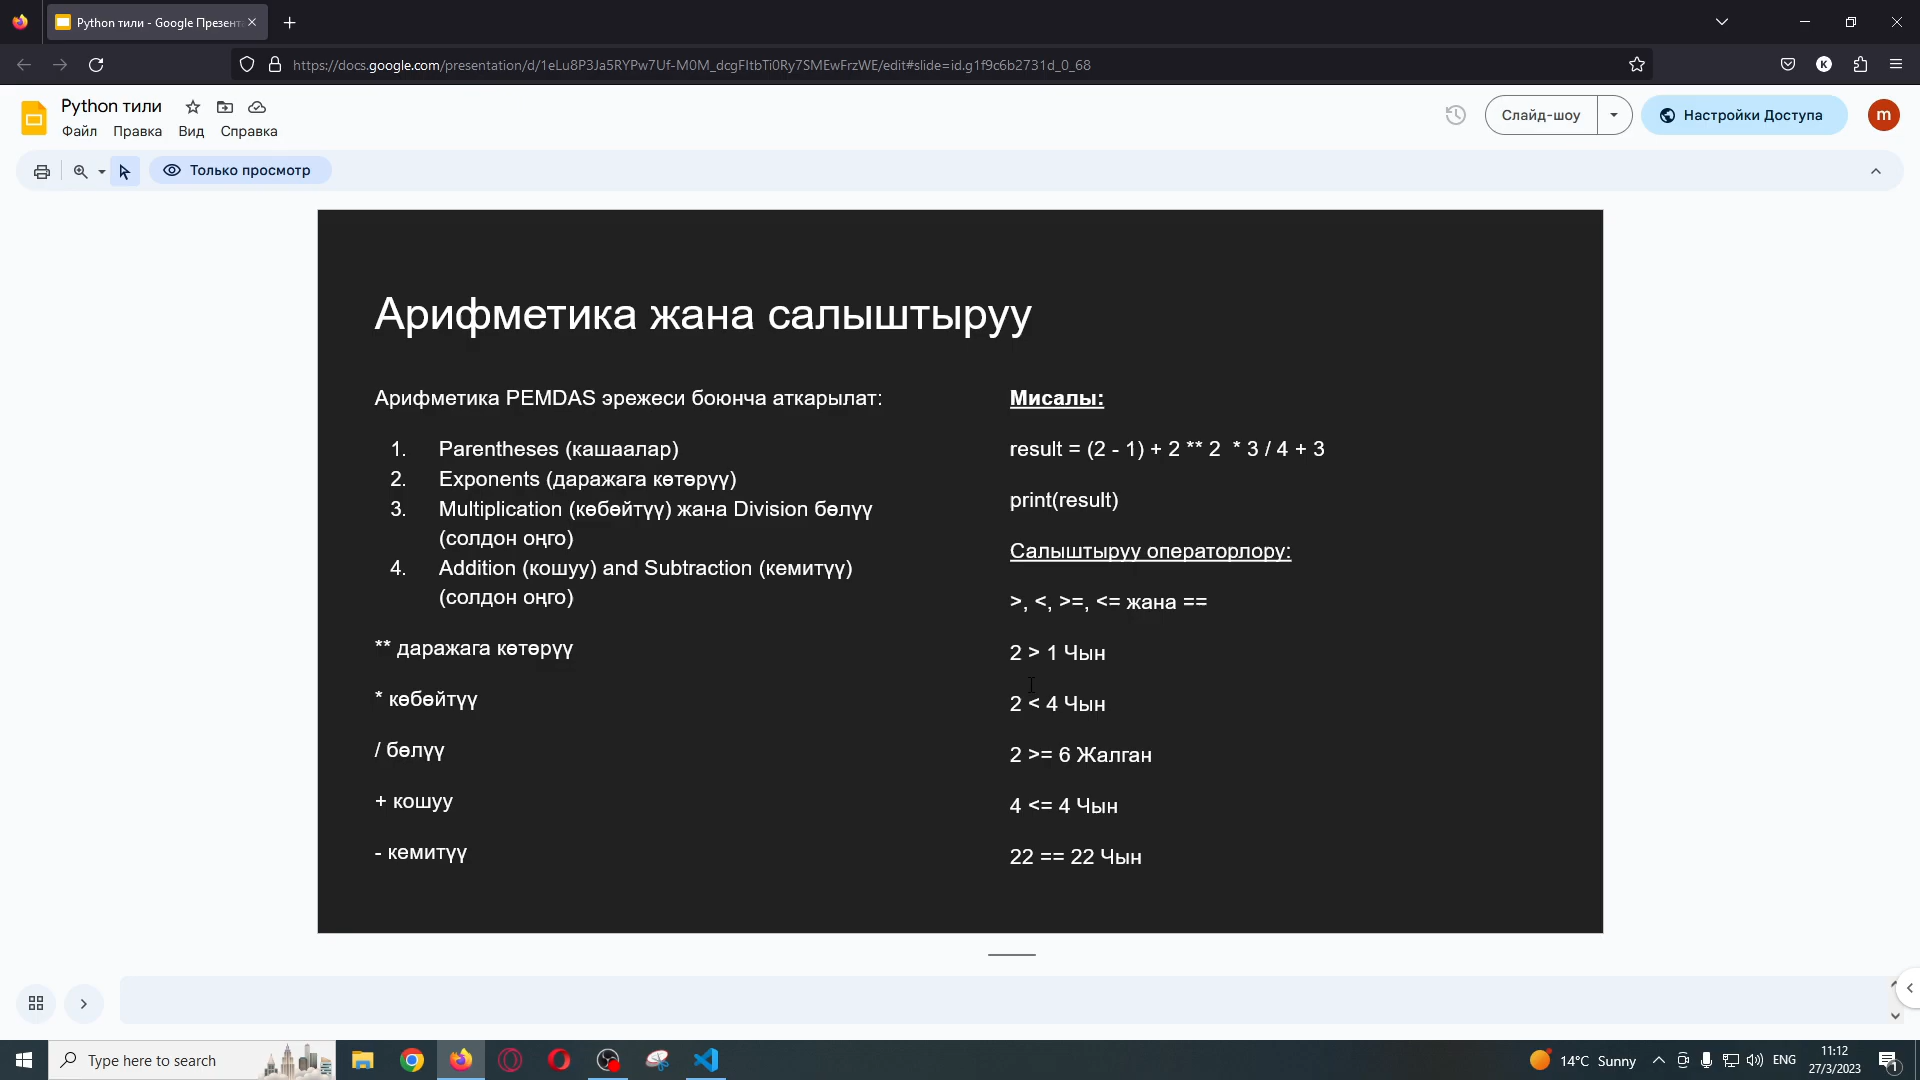 Python тили - Google Презент
https://docs.google.com/presentation/d/1eLu8P3Ja5RYPw7Uf-M0M_dcgFItbTi0Ry7SMEwFrzWE/edit#slide=id.g1f9c6b2731d_0_68
K
Python тили
Файл Правка Вид Справка
Слайд-шоу
Настройки Доступа
m
Только просмотр
Арифметика жана салыштыруу
Арифметика PEMDAS эрежеси боюнча аткарылат:
1. Parentheses (кашаалар)
2. Exponents (даражага көтөрүү)
3. Multiplication (көбөйтүү) жана Division бөлүү
(солдон оңго)
4. Addition (кошуу) and Subtraction (кемитүү)
(солдон оңго)
** даражага көтөрүү
* көбөйтүү
/ бөлүү
+ кошуу
- кемитүү
Мисалы:
result = (2 - 1) + 2 ** 2  * 3 / 4 + 3
print(result)
Салыштыруу операторлору:
>, <, >=, <= жана ==
2 > 1 Чын
2 < 4 Чын
2 >= 6 Жалган
4 <= 4 Чын
22 == 22 Чын
Type here to search
14°C Sunny
ENG
11:12
27/3/2023
1